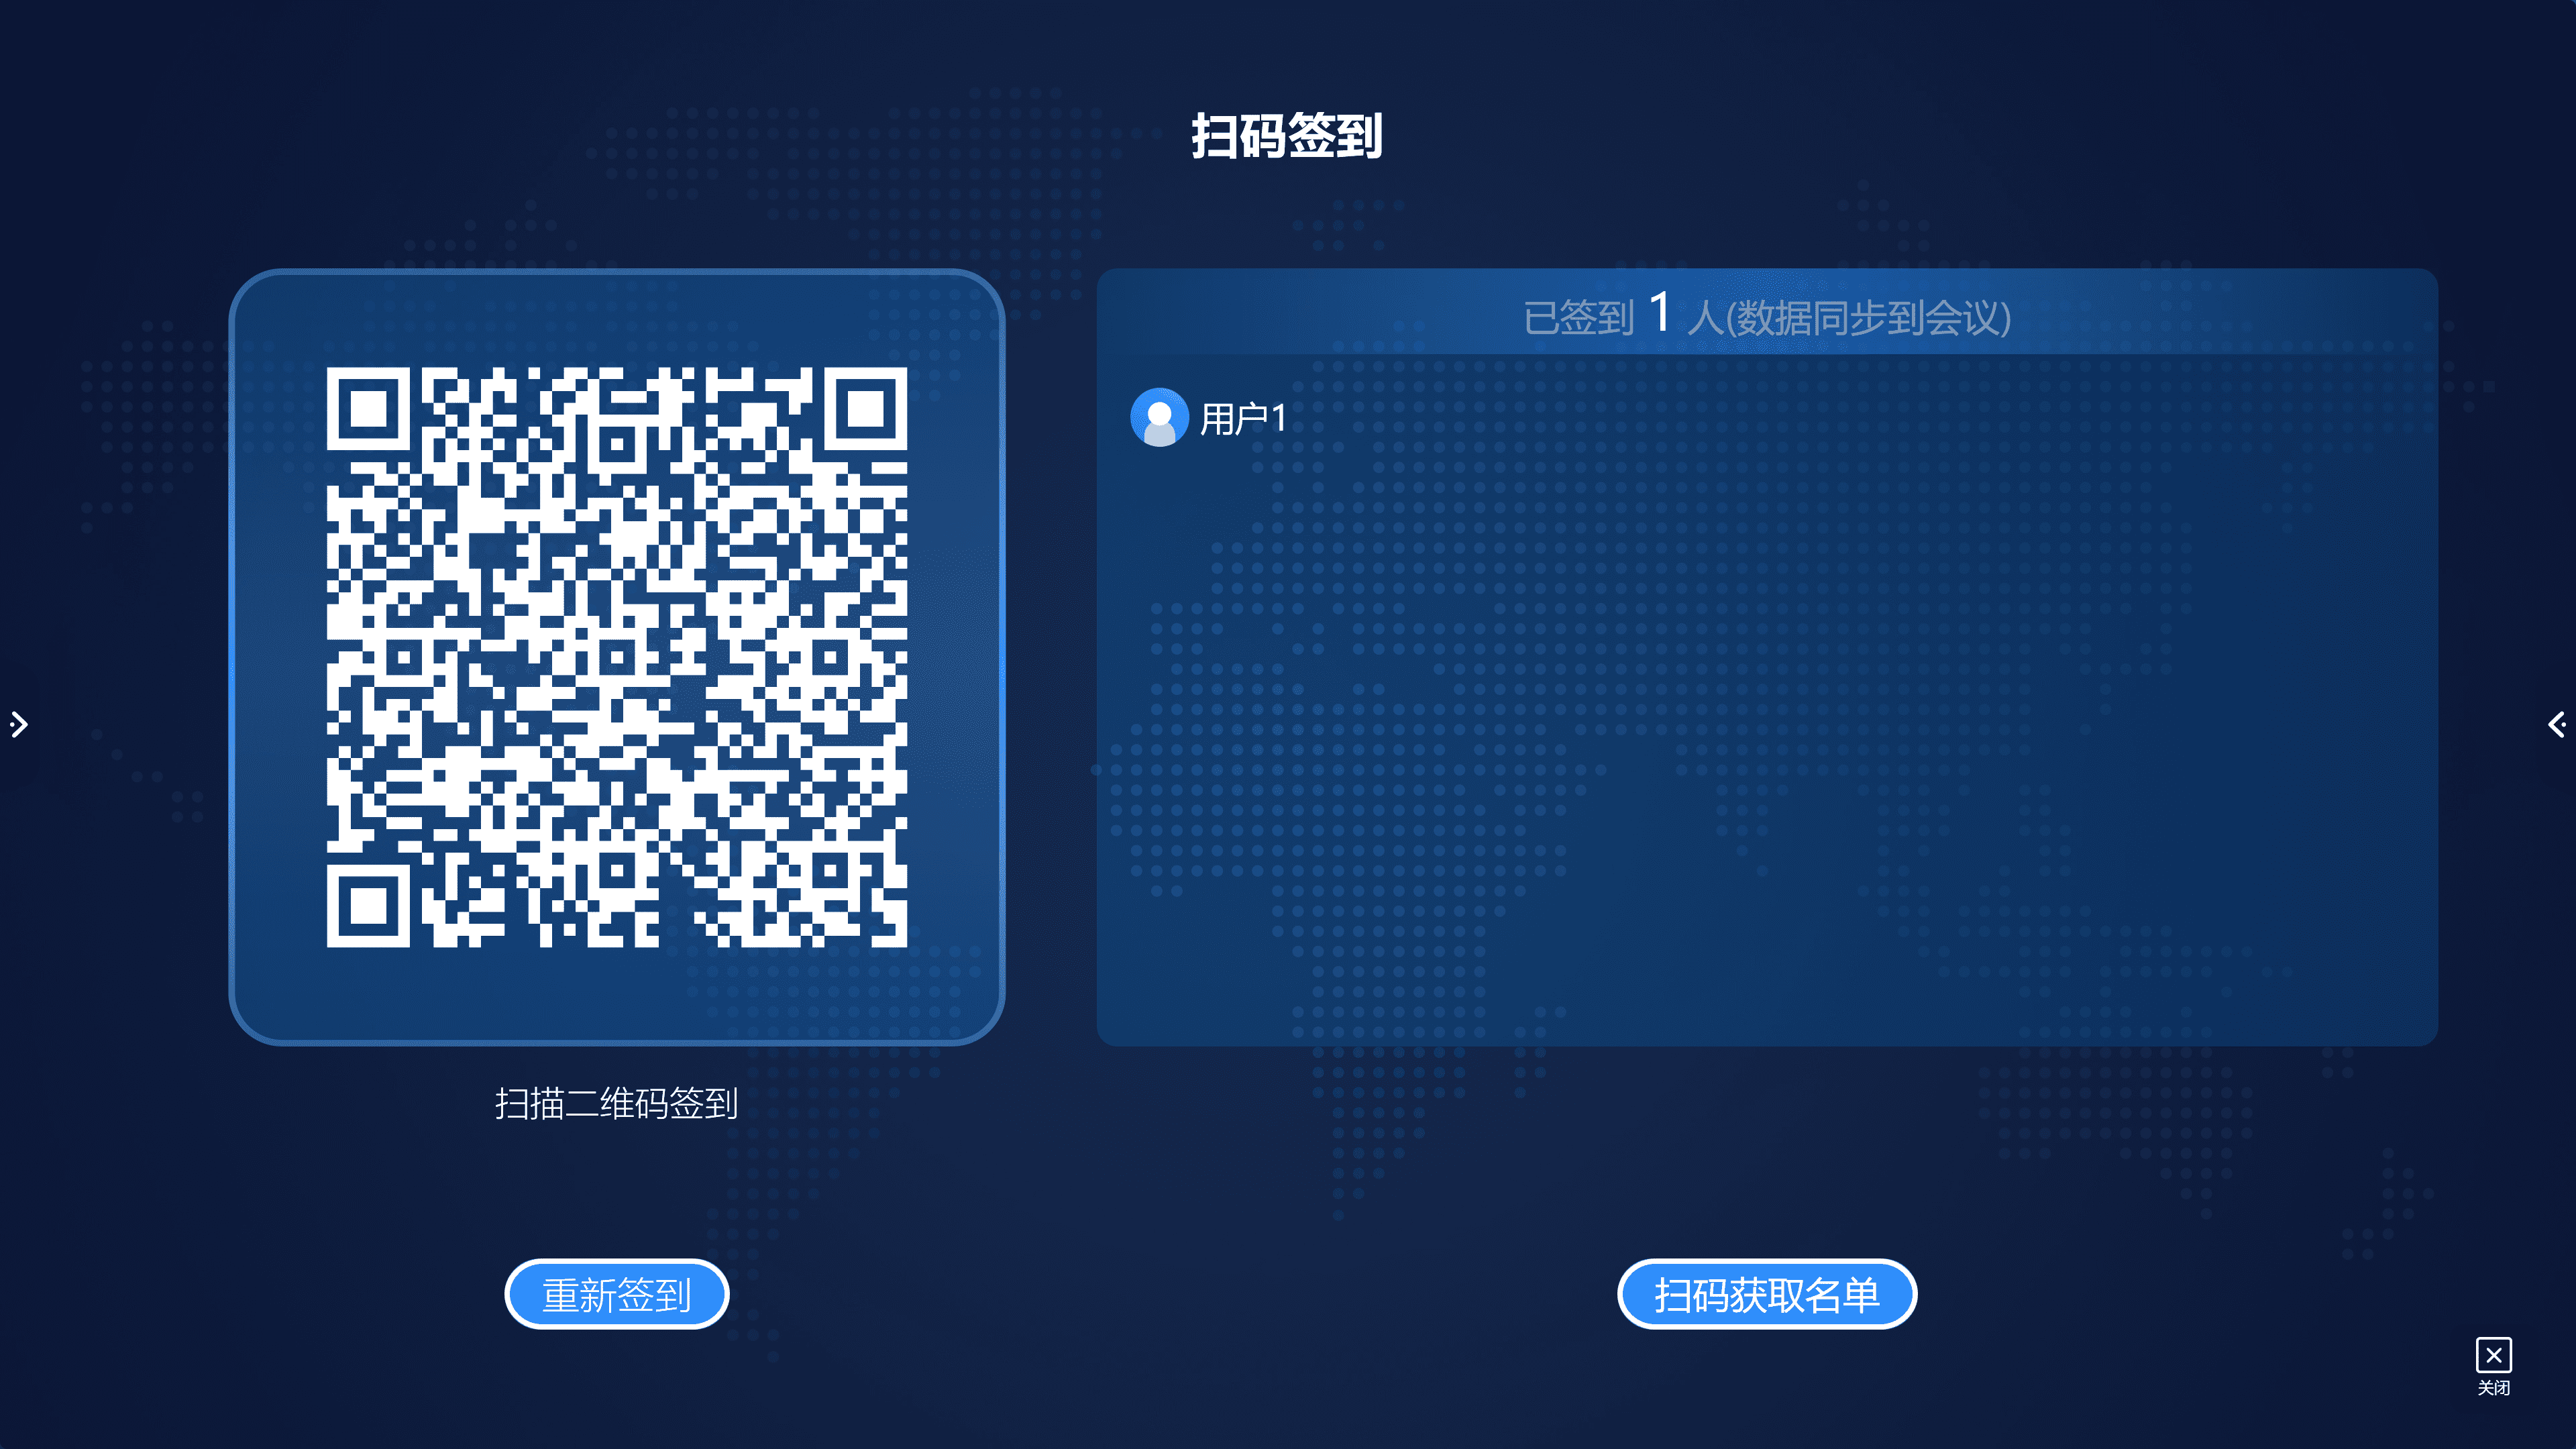 扫码签到
已签到 1 人(数据同步到会议)
用户1
扫描二维码签到
重新签到
扫码获取名单
关闭